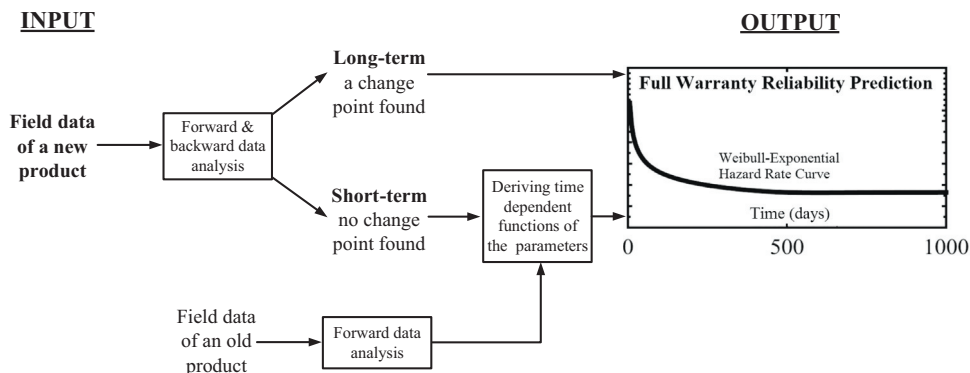 INPUT
OUTPUT
Field data
of a new
product
Forward &
backward data
analysis
Long-term
a change
point found
Short-term
no change
point found
Deriving time
dependent
functions of
the parameters
Field data
of an old
product
Forward data
analysis
Full Warranty Reliability Prediction
Weibull-Exponential
Hazard Rate Curve
Time (days)
0 500 1000